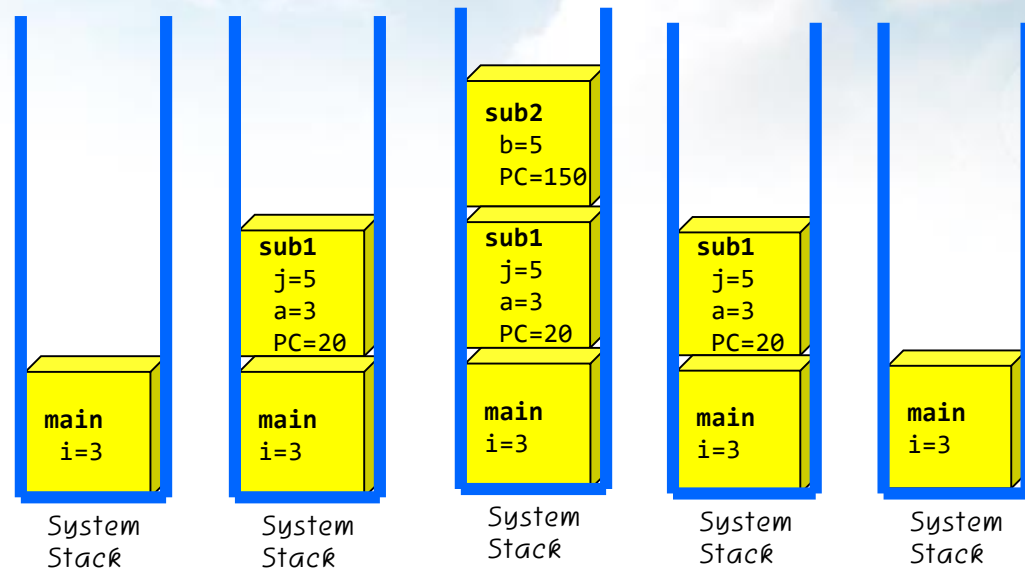 main
i=3
System
Stack
sub1
j=5
a=3
PC=20
main
i=3
System
Stack
sub2
b=5
PC=150
sub1
j=5
a=3
PC=20
main
i=3
System
Stack
sub1
j=5
a=3
PC=20
main
i=3
System
Stack
main
i=3
System
Stack